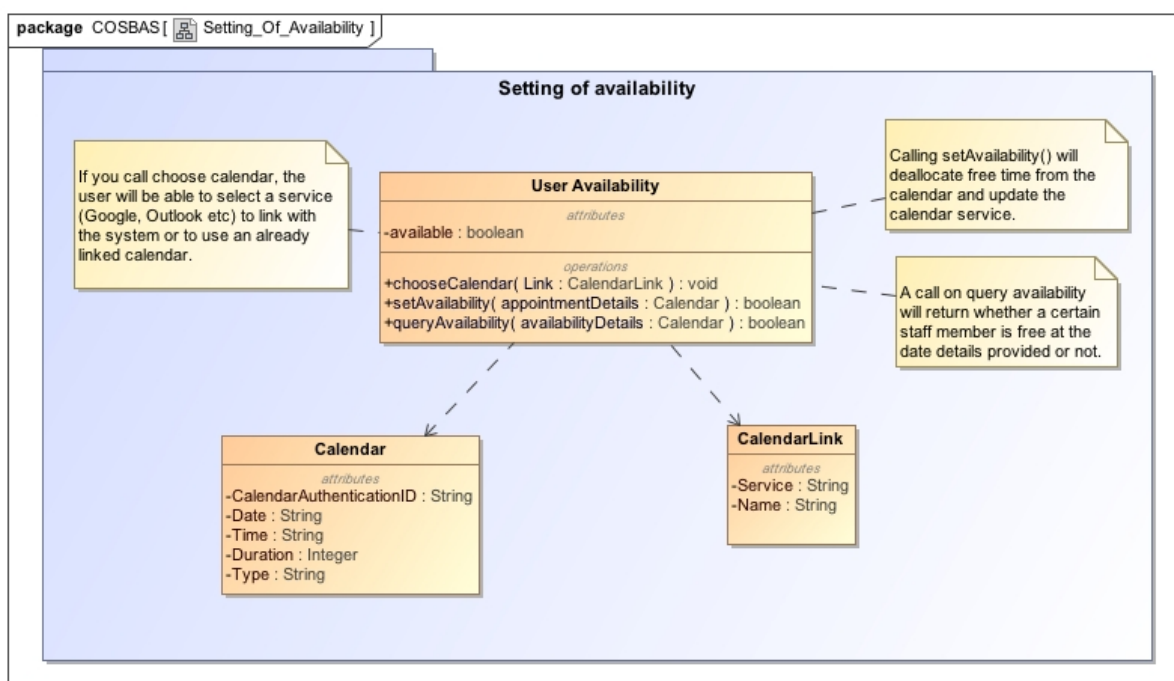 package COSBAS [ Setting_Of_Availability ]
Setting of availability
If you call choose calendar, the
user will be able to select a service
(Google, Outlook etc) to link with
the system or to use an already
linked calendar.
User Availability
attributes
-available : boolean
operations
+chooseCalendar( Link : CalendarLink ) : void
+setAvailability( appointmentDetails : Calendar ) : boolean
+queryAvailability( availabilityDetails : Calendar ) : boolean
Calling setAvailability() will
deallocate free time from the
calendar and update the
calendar service.
A call on query availability
will return whether a certain
staff member is free at the
date details provided or not.
Calendar
attributes
-CalendarAuthenticationID : String
-Date : String
-Time : String
-Duration : Integer
-Type : String
CalendarLink
attributes
-Service : String
-Name : String